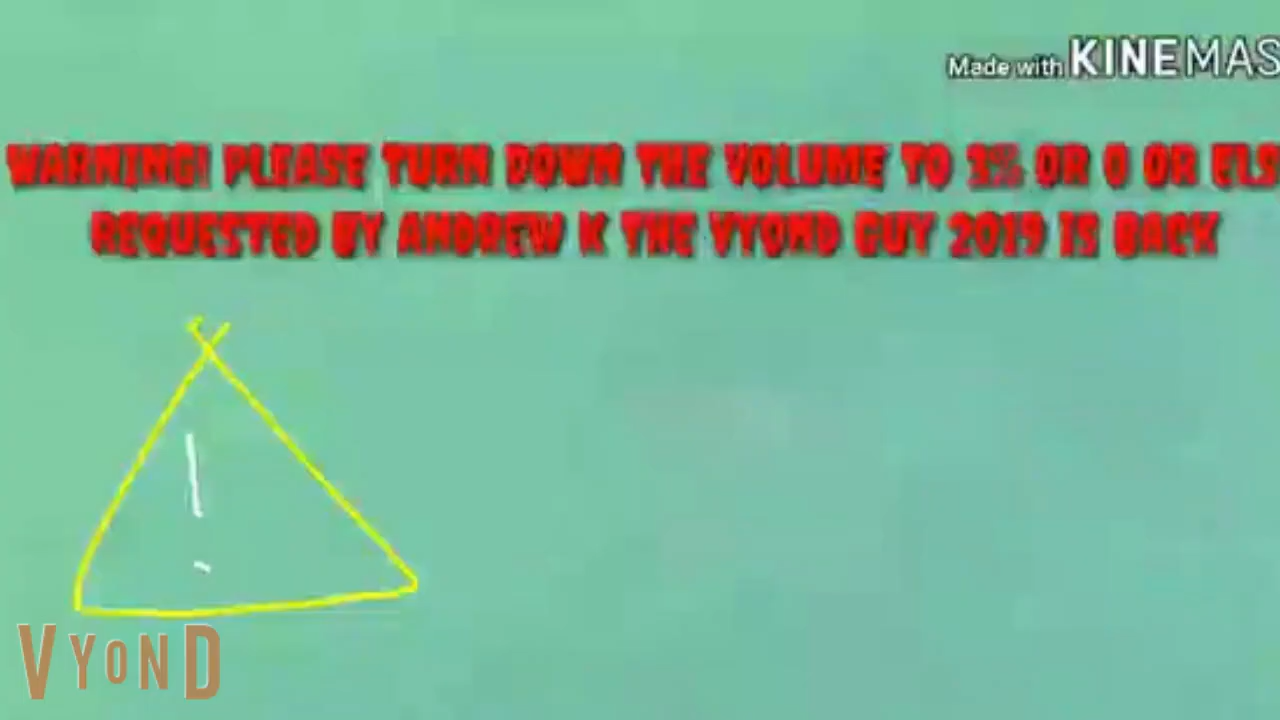 Made with KINEMAS
WARNING! PLEASE TURN DOWN THE VOLUME TO 3% OR 0 OR ELS
REQUESTED BY ANDREW K THE VYOND GUY 2019 IS BACK
!
VYOND